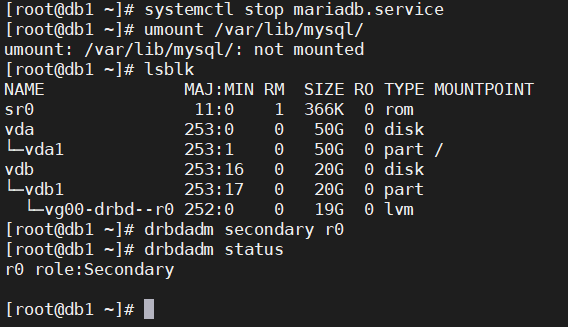 [root@db1 ~]# systemctl stop mariadb.service
[root@db1 ~]# umount /var/lib/mysql/
umount: /var/lib/mysql/: not mounted
[root@db1 ~]# lsblk
NAME              MAJ:MIN RM  SIZE RO TYPE MOUNTPOINT
sr0                11:0    1  366K  0 rom
vda               253:0    0   50G  0 disk
└─vda1            253:1    0   50G  0 part /
vdb               253:16   0   20G  0 disk
└─vdb1            253:17   0   20G  0 part
  └─vg00-drbd--r0 252:0    0   19G  0 lvm
[root@db1 ~]# drbdadm secondary r0
[root@db1 ~]# drbdadm status
r0 role:Secondary
[root@db1 ~]#